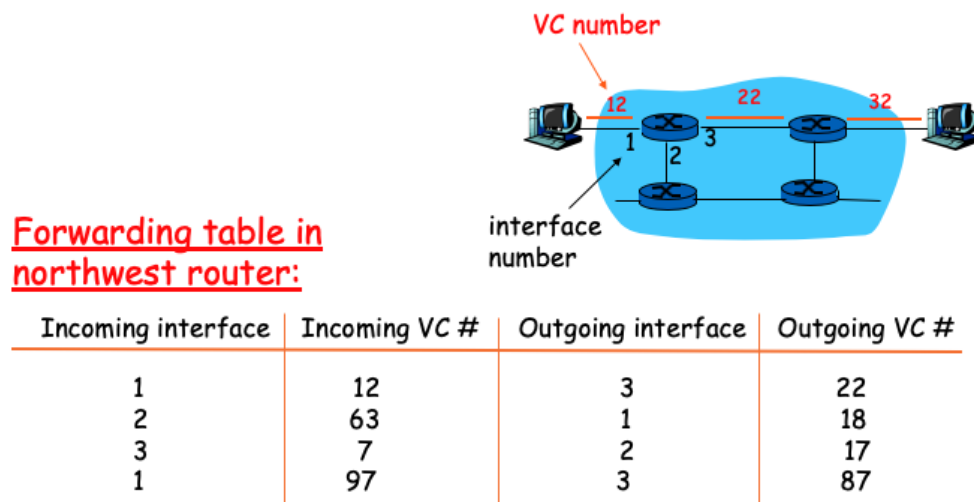 VC number
12
22
32
1
3
2
interface
number
Forwarding table in
northwest router:
Incoming interface Incoming VC # Outgoing interface Outgoing VC #
1 12 3 22
2 63 1 18
3 7 2 17
1 97 3 87